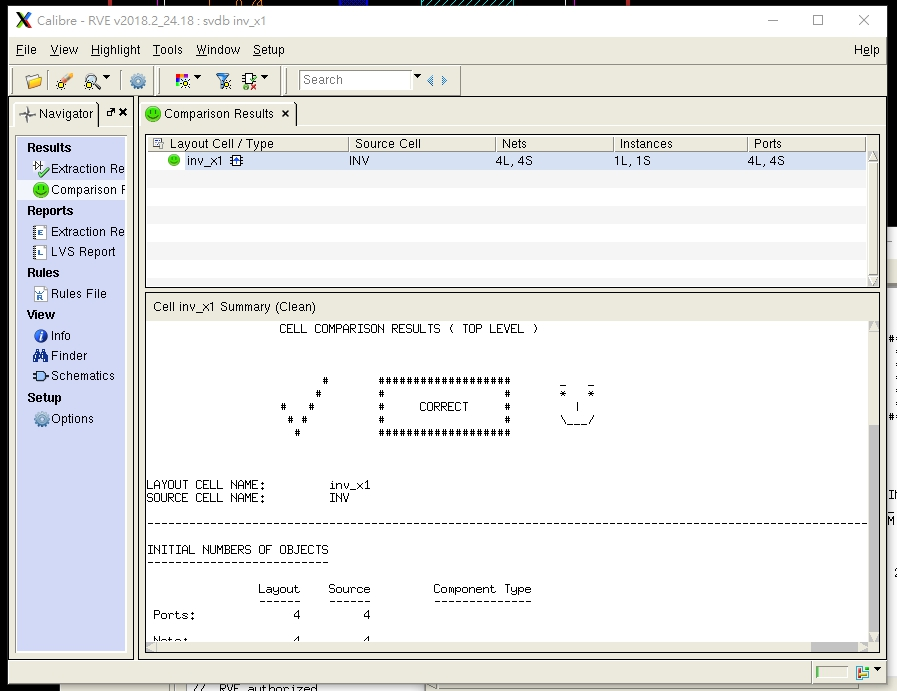 Calibre - RVE v2018.2_24.18 : svdb inv_x1
File View Highlight Tools Window Setup Help
Search
Navigator
Comparison Results
Results
Extraction Re
Comparison R
Reports
Extraction Re
LVS Report
Rules
Rules File
View
Info
Finder
Schematics
Setup
Options
Layout Cell / Type Source Cell Nets Instances Ports
inv_x1 INV 4L, 4S 1L, 1S 4L, 4S
Cell inv_x1 Summary (Clean)
CELL COMPARISON RESULTS ( TOP LEVEL )
# ################### _ _
# # # * *
# # # CORRECT # |
# # # # \___/
# ###################
LAYOUT CELL NAME: inv_x1
SOURCE CELL NAME: INV
INITIAL NUMBERS OF OBJECTS
Layout Source Component Type
Ports: 4 4
Nets: 4 4
// RVE authorized